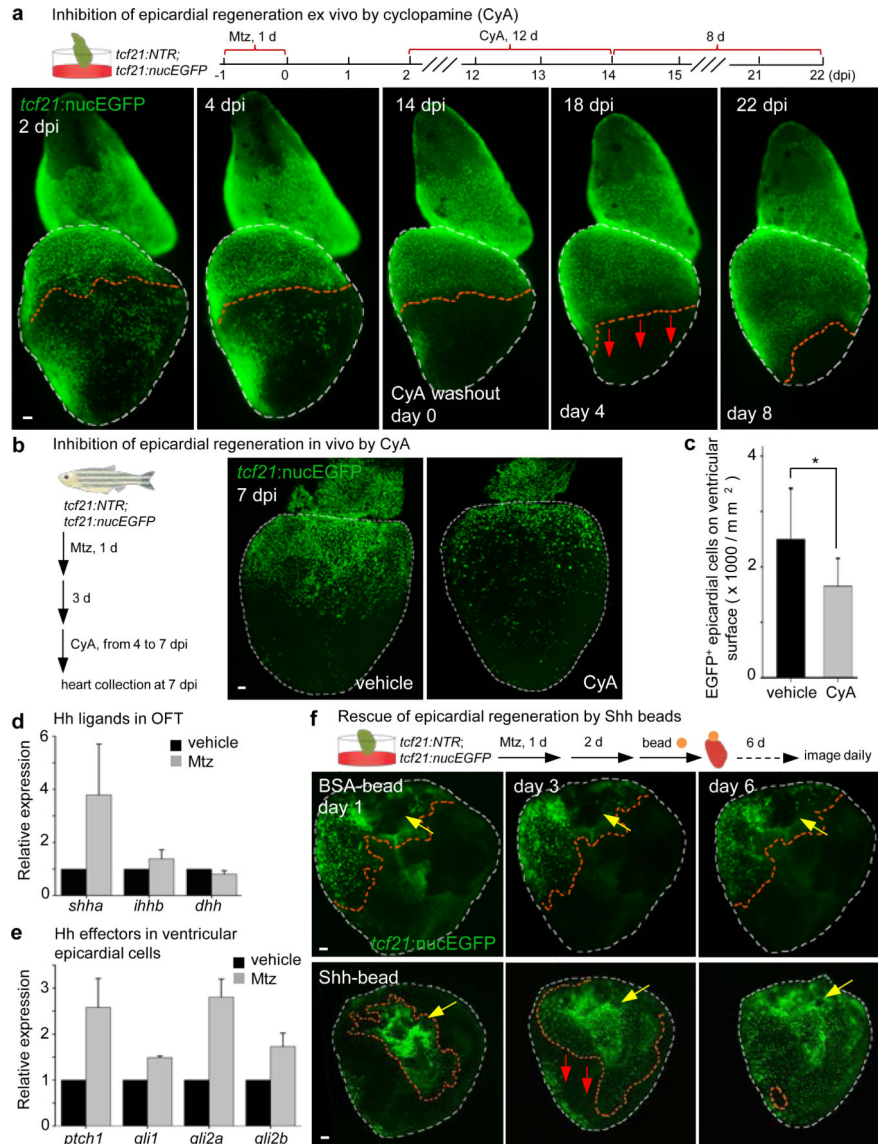 a Inhibition of epicardial regeneration ex vivo by cyclopamine (CyA)
tcf21:NTR;
tcf21:nucEGFP
Mtz, 1 d
CyA, 12 d
8 d
-1 0 1 2 12 13 14 15 21 22 (dpi)
tcf21:nucEGFP
2 dpi
4 dpi
14 dpi
18 dpi
22 dpi
CyA washout
day 0
day 4
day 8
b Inhibition of epicardial regeneration in vivo by CyA
tcf21:NTR;
tcf21:nucEGFP
Mtz, 1 d
3 d
CyA, from 4 to 7 dpi
heart collection at 7 dpi
tcf21:nucEGFP
7 dpi
vehicle
CyA
c
EGFP+ epicardial cells on ventricular
surface ( x 1000 / m m 2 )
4
2
0
*
vehicle CyA
d Hh ligands in OFT
Relative expression
6
4
2
0
vehicle
Mtz
shha ihhb dhh
e Hh effectors in ventricular
epicardial cells
Relative expression
3
2
1
0
vehicle
Mtz
ptch1 gli1 gli2a gli2b
f Rescue of epicardial regeneration by Shh beads
tcf21:NTR;
tcf21:nucEGFP
Mtz, 1 d
2 d
bead
6 d
image daily
BSA-bead
day 1
day 3
day 6
tcf21:nucEGFP
Shh-bead